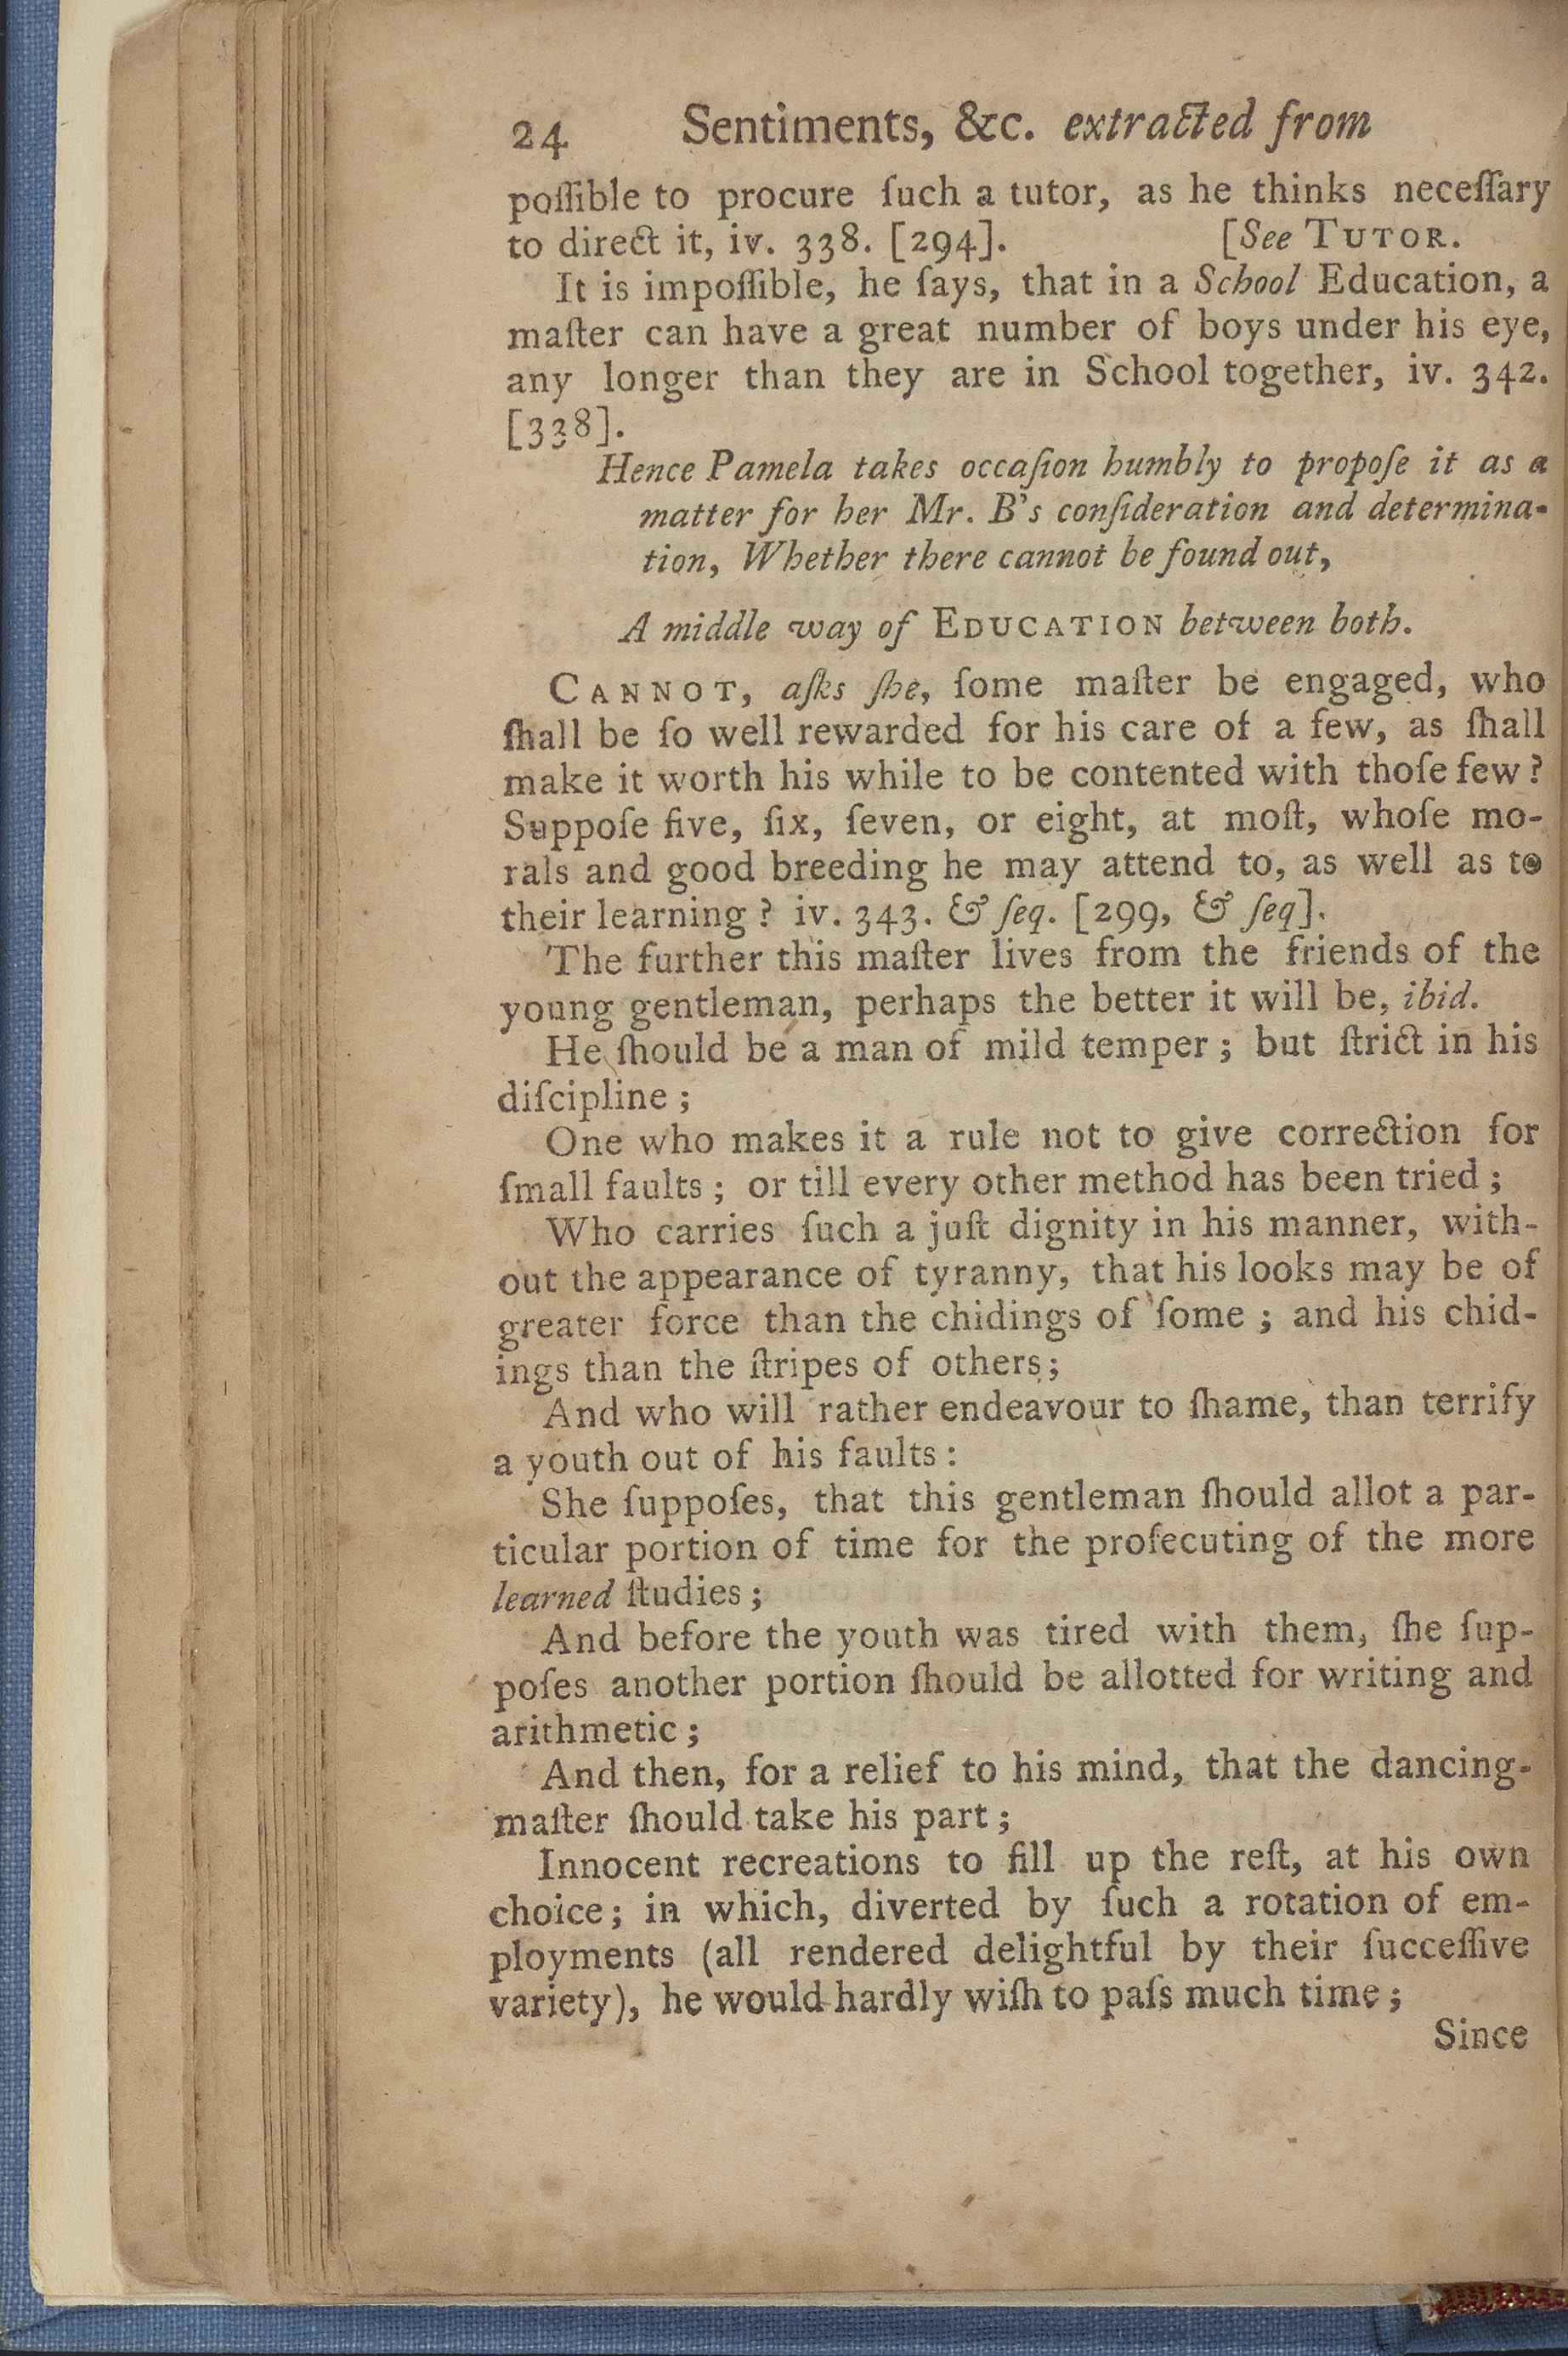 24 Sentiments, &c. extracted from
poſſible to procure ſuch a tutor, as he thinks neceſſary
to direct it, iv. 338. [294]. [See TUTOR.
It is impoſſible, he ſays, that in a School Education, a
maſter can have a great number of boys under his eye,
any longer than they are in School together, iv. 342.
[338].
Hence Pamela takes occaſion humbly to propoſe it as a
matter for her Mr. B's conſideration and determina-
tion, Whether there cannot be found out,
A middle way of EDUCATION between both.
CANNOT, aſks ſhe, ſome maſter be engaged, who
ſhall be ſo well rewarded for his care of a few, as ſhall
make it worth his while to be contented with thoſe few?
Suppoſe five, ſix, ſeven, or eight, at moſt, whoſe mo-
rals and good breeding he may attend to, as well as to
their learning? iv. 343. & ſeq. [299, & ſeq].
The further this maſter lives from the friends of the
young gentleman, perhaps the better it will be, ibid.
He ſhould be a man of mild temper; but ſtrict in his
diſcipline;
One who makes it a rule not to give correction for
ſmall faults; or till every other method has been tried;
Who carries ſuch a juſt dignity in his manner, with-
out the appearance of tyranny, that his looks may be of
greater force than the chidings of ſome; and his chid-
ings than the ſtripes of others;
And who will rather endeavour to ſhame, than terrify
a youth out of his faults:
She ſuppoſes, that this gentleman ſhould allot a par-
ticular portion of time for the proſecuting of the more
learned ſtudies;
And before the youth was tired with them, ſhe ſup-
poſes another portion ſhould be allotted for writing and
arithmetic;
And then, for a relief to his mind, that the dancing-
maſter ſhould take his part;
Innocent recreations to fill up the reſt, at his own
choice; in which, diverted by ſuch a rotation of em-
ployments (all rendered delightful by their ſucceſſive
variety), he would hardly wiſh to paſs much time;
Since